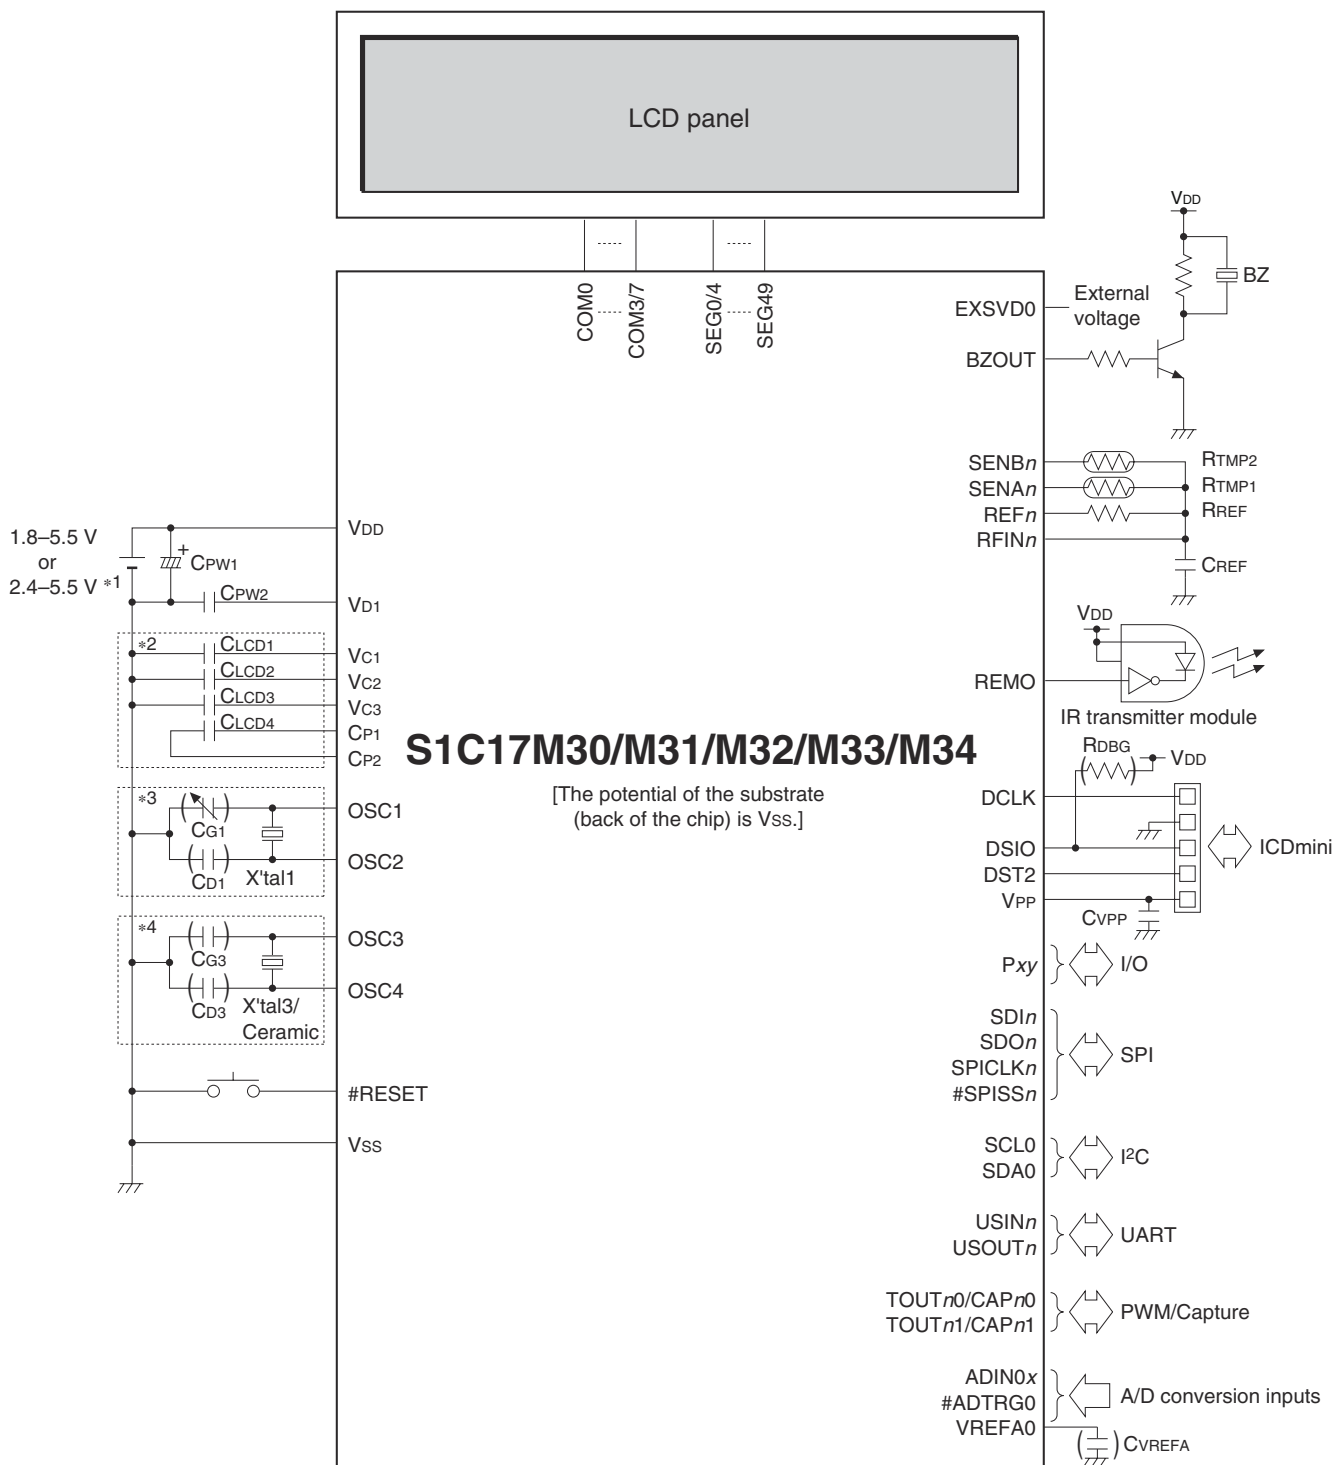 LCD panel
COM0
COM3/7
SEG0/4
SEG49
VDD
BZ
EXSVD0
External
voltage
BZOUT
SENBn
RTMP2
SENAn
RTMP1
REFn
RREF
RFINn
CREF
1.8–5.5 V
or
2.4–5.5 V *1
+
CPW1
VDD
CPW2
VD1
*2
CLCD1
VC1
CLCD2
VC2
CLCD3
VC3
CLCD4
CP1
CP2
VDD
REMO
IR transmitter module
S1C17M30/M31/M32/M33/M34
[The potential of the substrate
(back of the chip) is VSS.]
RDBG
VDD
DCLK
DSIO
DST2
VPP
CVPP
ICDmini
*3
CG1
OSC1
CD1
X'tal1
OSC2
*4
CG3
OSC3
CD3
X'tal3/
Ceramic
OSC4
#RESET
VSS
Pxy
I/O
SDIn
SDOn
SPICLKn
#SPISSn
SPI
SCL0
SDA0
I²C
USINn
USOUTn
UART
TOUTn0/CAPn0
TOUTn1/CAPn1
PWM/Capture
ADIN0x
#ADTRG0
VREFA0
A/D conversion inputs
CVREFA